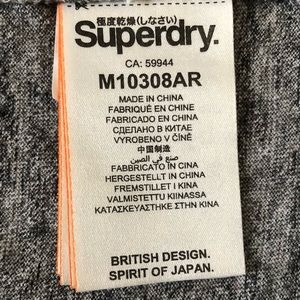 極度乾燥(しなさい)
Superdry.
CA: 59944
M10308AR
MADE IN CHINA
FABRIQUÉ EN CHINE
FABRICADO EN CHINA
СДЕЛАНО В КИТАЕ
VYROBENO V ČÍNĚ
中国制造
صنع في الصين
FABBRICATO IN CINA
HERGESTELLT IN CHINA
FREMSTILLET I KINA
VALMISTETTU KIINASSA
ΚΑΤΑΣΚΕΥΑΣΤΗΚΕ ΣΤΗΝ ΚΙΝΑ
BRITISH DESIGN.
SPIRIT OF JAPAN.